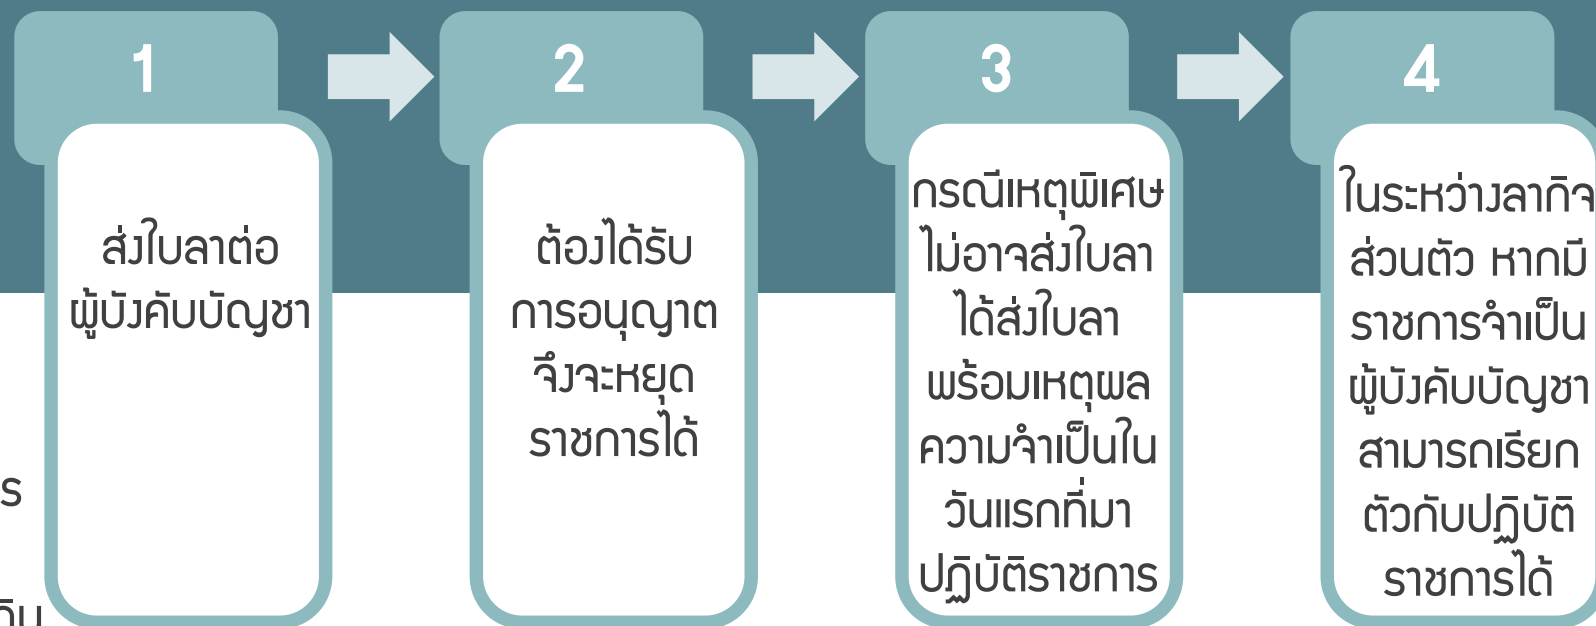 1
ส่งใบลาต่อ
ผู้บังคับบัญชา
2
ต้องได้รับ
การอนุญาต
จึงจะหยุด
ราชการได้
3
กรณีเหตุพิเศษ
ไม่อาจส่งใบลา
ได้ส่งใบลา
พร้อมเหตุผล
ความจำเป็นใน
วันแรกที่มา
ปฏิบัติราชการ
4
ในระหว่างลากิจ
ส่วนตัว หากมี
ราชการจำเป็น
ผู้บังคับบัญชา
สามารถเรียก
ตัวกับปฏิบัติ
ราชการได้